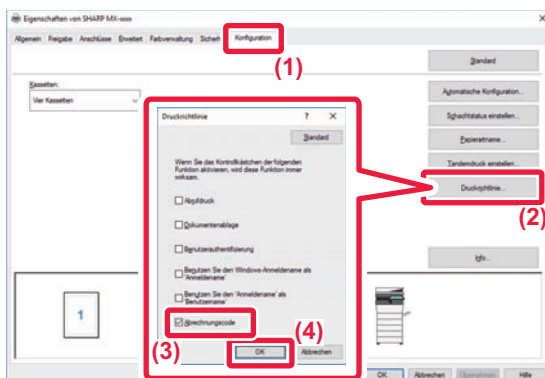 Eigenschaften von SHARP MX-xxxx
Allgemein Freigabe Anschlüsse Erweitert Farbverwaltung Sicherh Konfiguration
(1)
Standard
Kassetten:
Vier Kassetten
Automatische Konfiguration...
Schachtstatus einstellen...
Papierartname...
Tandemdruck einstellen...
Druckrichtlinie...
(2)
Info...
Druckrichtlinie ? X
Standard
Wenn Sie das Kontrollkästchen der folgenden
Funktion aktivieren, wird diese Funktion immer
wirksam.
Abrufdruck
Dokumentenablage
Benutzerauthentifizierung
Benutzen Sie den Windows-Anmeldename als
'Anmeldename'
Benutzen Sie den 'Anmeldename' als
'Benutzername'
Abrechnungscode
(3)
(4)
OK Abbrechen
1
OK Abbrechen Übernehmen Hilfe